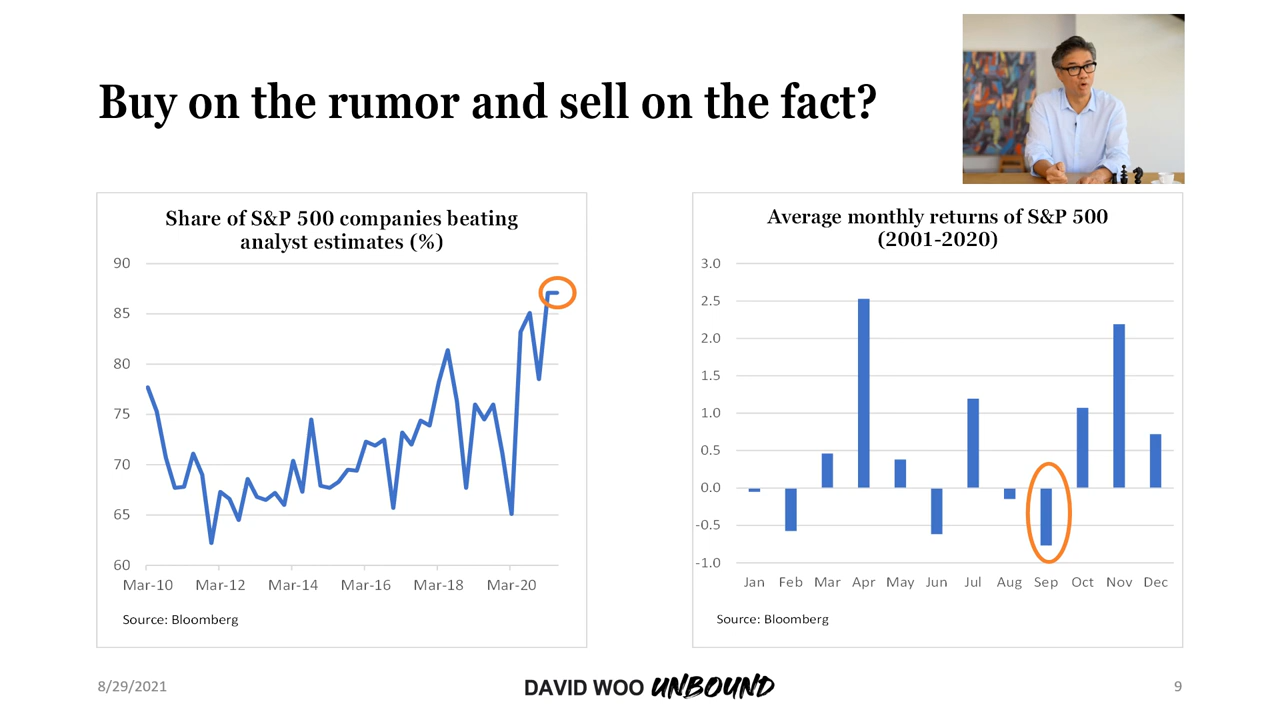 Buy on the rumor and sell on the fact?
Share of S&P 500 companies beating
analyst estimates (%)
90
85
80
75
70
65
60
Mar-10 Mar-12 Mar-14 Mar-16 Mar-18 Mar-20
Source: Bloomberg
Average monthly returns of S&P 500
(2001-2020)
3.0
2.5
2.0
1.5
1.0
0.5
0.0
-0.5
-1.0
Jan Feb Mar Apr May Jun Jul Aug Sep Oct Nov Dec
Source: Bloomberg
8/29/2021
DAVID WOO UNBOUND
9